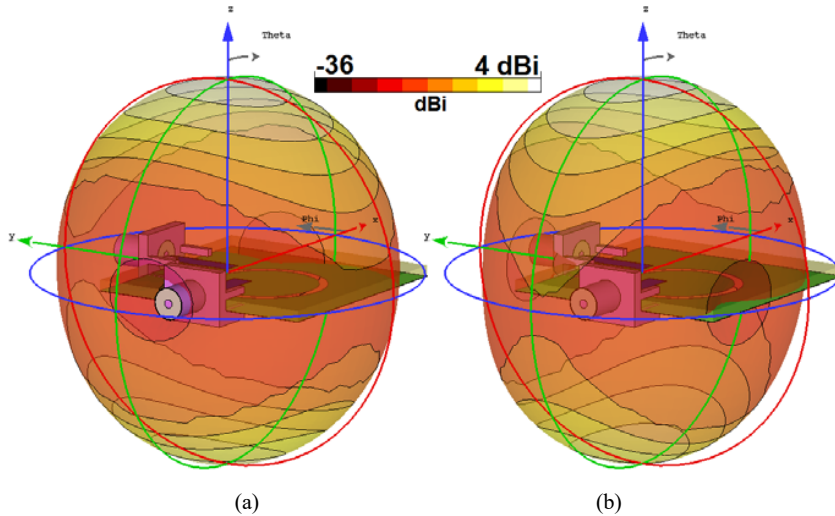 z
z
Theta
Theta
-36 4 dBi
dBi
Phi
x
Phi
x
y
y
(a)
(b)